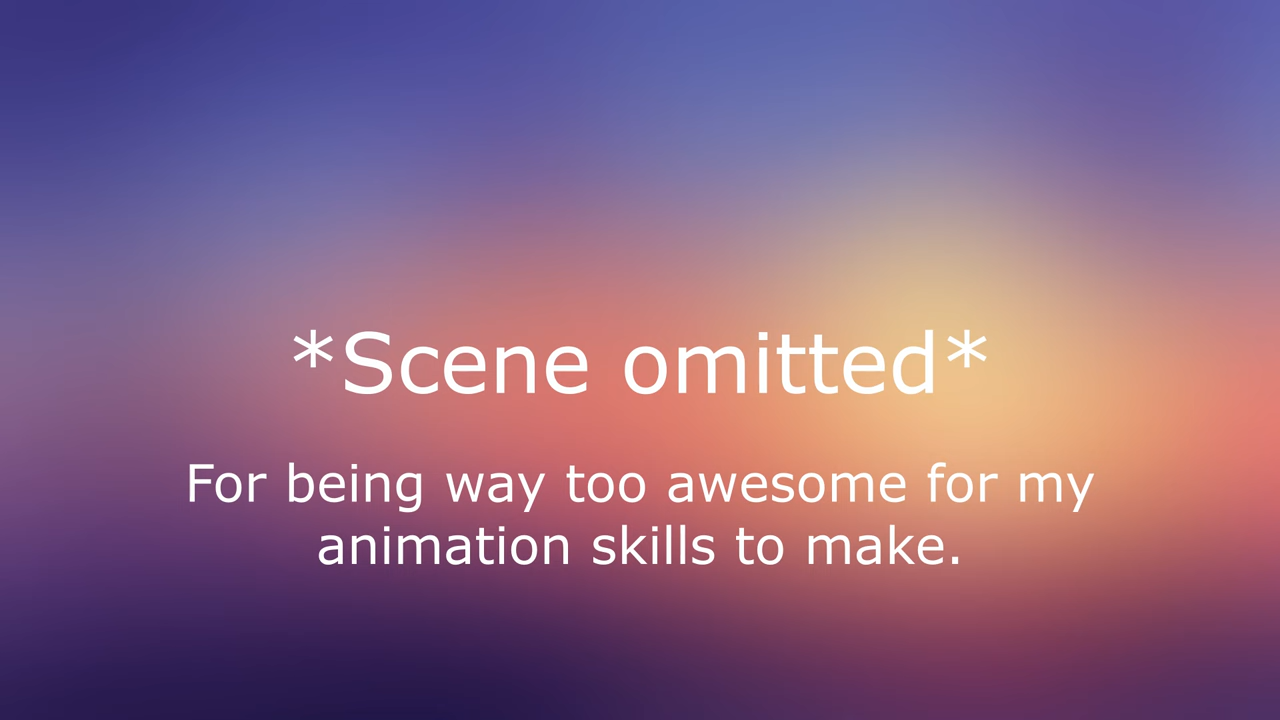 *Scene omitted*
For being way too awesome for my
animation skills to make.